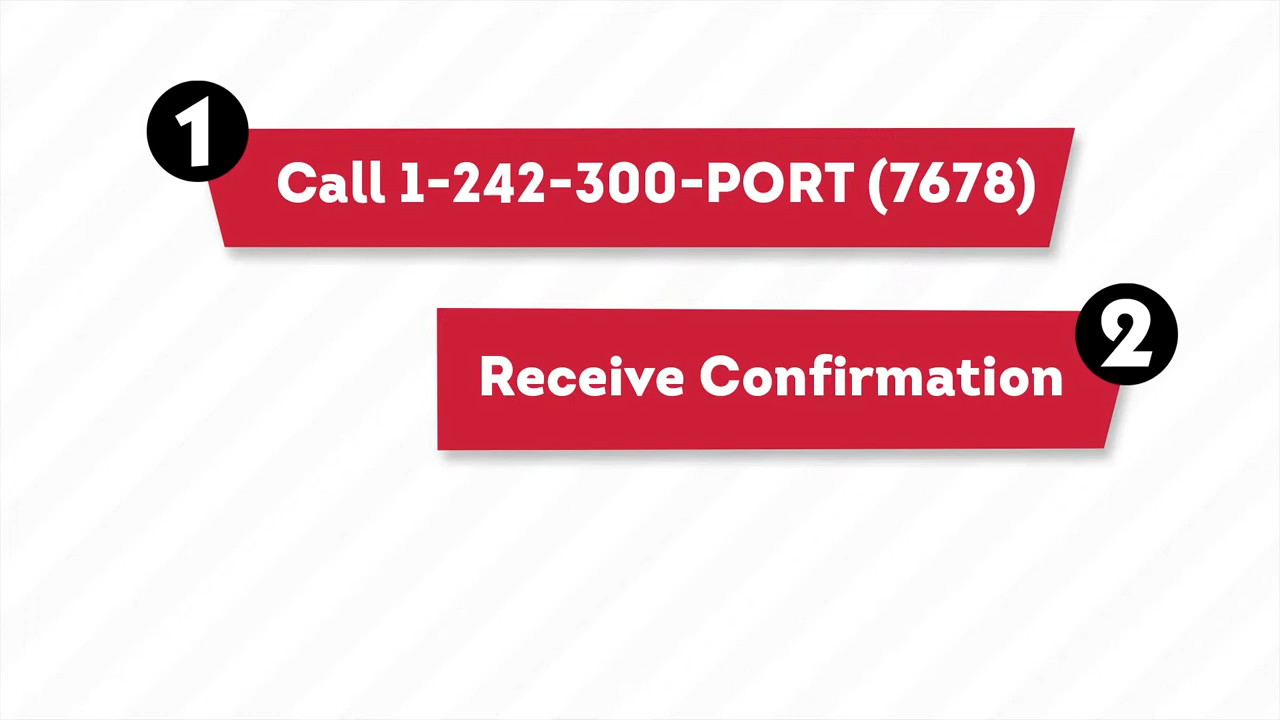 1
Call 1-242-300-PORT (7678)
2
Receive Confirmation